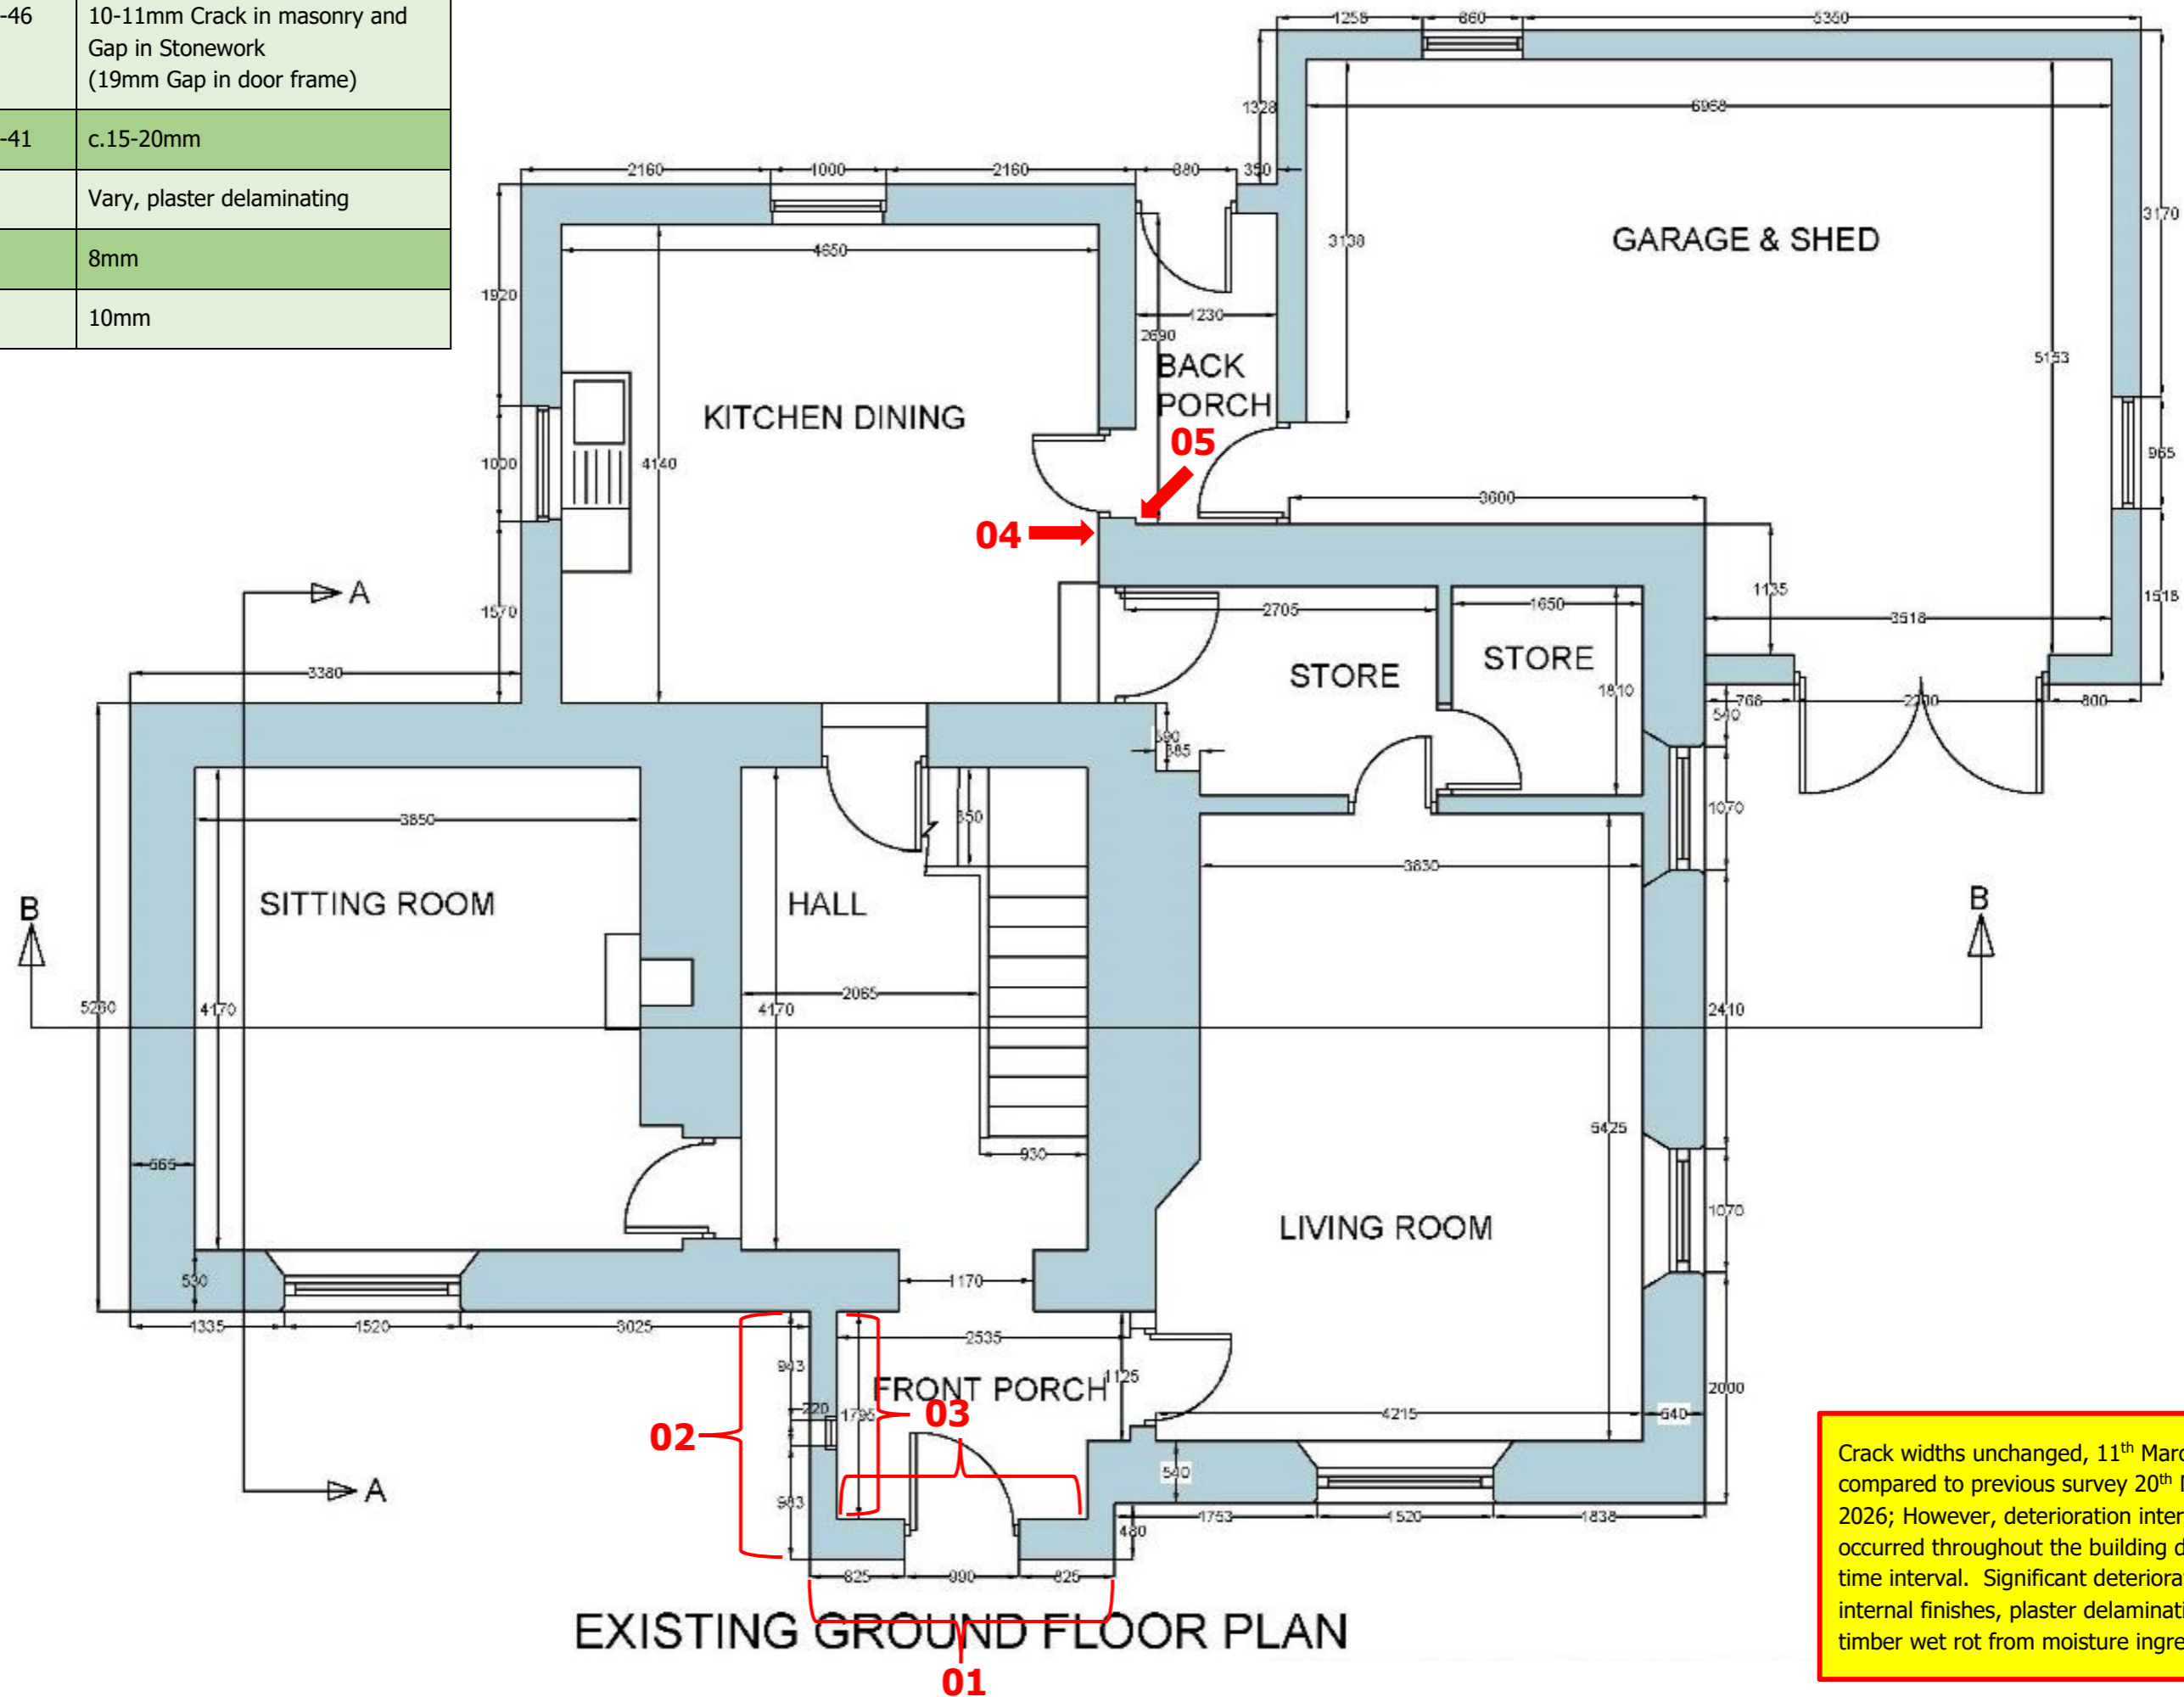 -46 10-11mm Crack in masonry and
Gap in Stonework
(19mm Gap in door frame)
-41 c.15-20mm
Vary, plaster delaminating
8mm
10mm
1258 860 5350
1328
6968
2160 1000 2160 880 350
3170
3138
GARAGE & SHED
4650
1920
1230
2690
5153
BACK
PORCH
KITCHEN DINING
05
1000
4140
965
3600
04
A
1570
2705
1650
1135
1518
3518
STORE
STORE
3380
1810
768 2200 800
540
590
385
1070
3850
350
3830
B
SITTING ROOM
HALL
B
5260
4170
2065
4170
2410
5425
665
930
1070
LIVING ROOM
530
1170
1335 1520 3025
2535
943
1125
FRONT PORCH
2000
220
1795
03
4215
640
02
540
A
983
1753 1520 1838
480
825 990 825
EXISTING GROUND FLOOR PLAN
01
Crack widths unchanged, 11th
compared to previous survey 20th
2026; However, deterioration
occurred throughout the building
time interval. Significant
internal finishes, plaster
timber wet rot from moisture